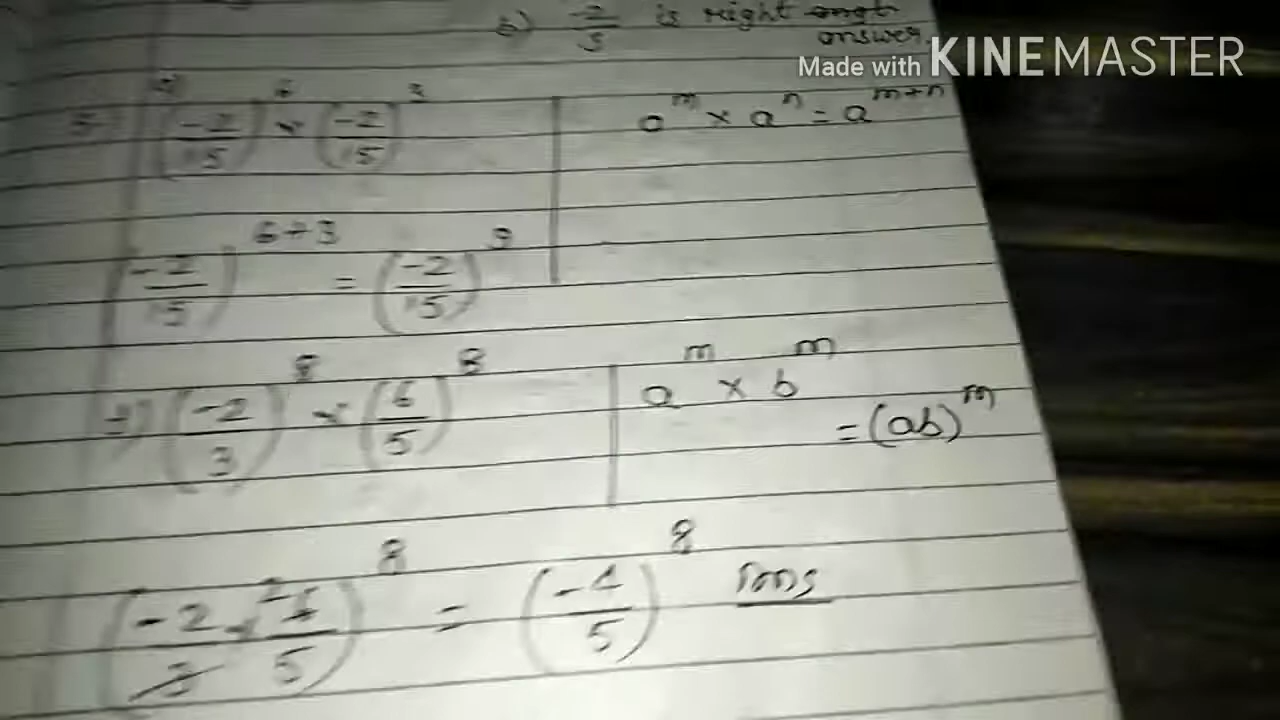 b) -2/5 is right angt answer
Made with KINEMASTER
5. (-2/15)^6 × (-2/15)^3
a^m × a^n = a^m+n
(-2/15)^6+3 = (-2/15)^9
(-2/3)^8 × (6/5)^8
a^m × b^m
= (ab)^m
(-2/3 × 6/5)^8 = (-4/5)^8 Ans